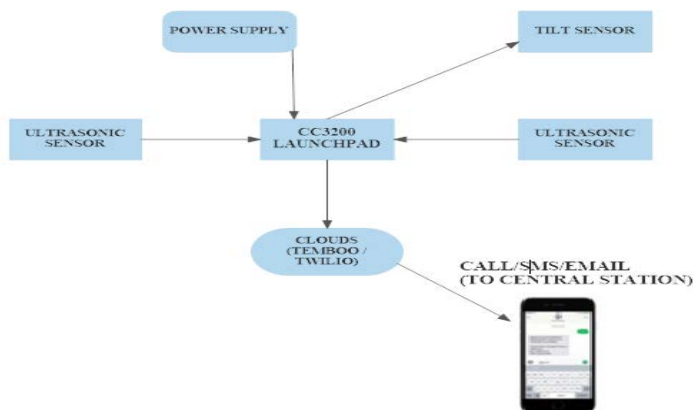 POWER SUPPLY
TILT SENSOR
ULTRASONIC
SENSOR
CC3200
LAUNCHPAD
ULTRASONIC
SENSOR
CLOUDS
(TEMBOO /
TWILIO)
CALL/SMS/EMAIL
(TO CENTRAL STATION)